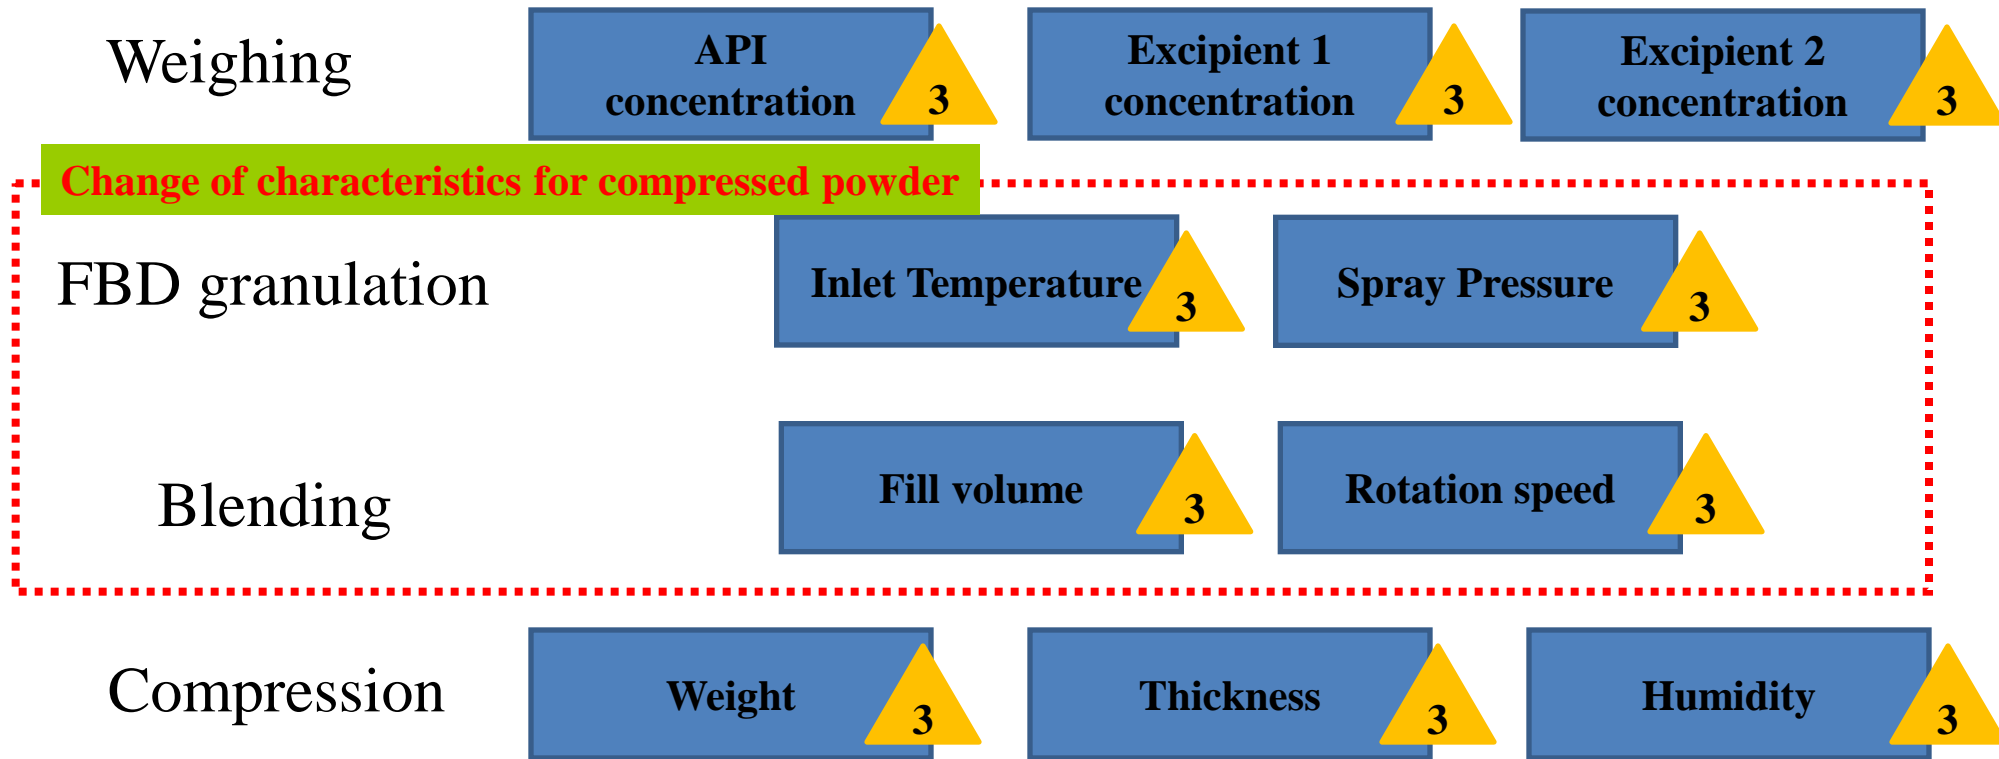 Weighing
API
concentration
3
Excipient 1
concentration
3
Excipient 2
concentration
3
Change of characteristics for compressed powder
FBD granulation
Inlet Temperature
3
Spray Pressure
3
Blending
Fill volume
3
Rotation speed
3
Compression
Weight
3
Thickness
3
Humidity
3